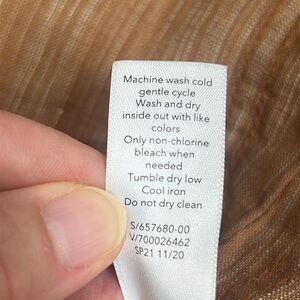 Machine wash cold
gentle cycle
Wash and dry
inside out with like
colors
Only non-chlorine
bleach when
needed
Tumble dry low
Cool iron
Do not dry clean
S/657680-00
V/700026462
SP21 11/20